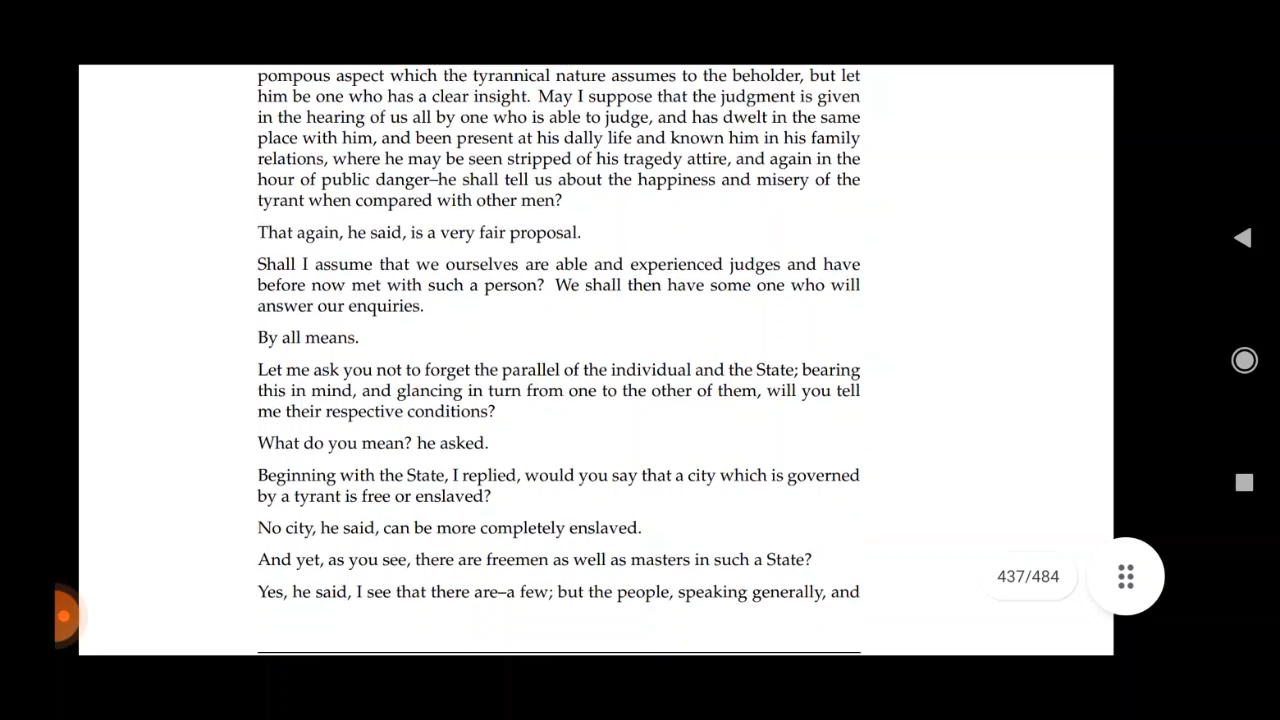 pompous aspect which the tyrannical nature assumes to the beholder, but let
him be one who has a clear insight. May I suppose that the judgment is given
in the hearing of us all by one who is able to judge, and has dwelt in the same
place with him, and been present at his dally life and known him in his family
relations, where he may be seen stripped of his tragedy attire, and again in the
hour of public danger–he shall tell us about the happiness and misery of the
tyrant when compared with other men?
That again, he said, is a very fair proposal.
Shall I assume that we ourselves are able and experienced judges and have
before now met with such a person? We shall then have some one who will
answer our enquiries.
By all means.
Let me ask you not to forget the parallel of the individual and the State; bearing
this in mind, and glancing in turn from one to the other of them, will you tell
me their respective conditions?
What do you mean? he asked.
Beginning with the State, I replied, would you say that a city which is governed
by a tyrant is free or enslaved?
No city, he said, can be more completely enslaved.
And yet, as you see, there are freemen as well as masters in such a State?
Yes, he said, I see that there are–a few; but the people, speaking generally, and
437/484